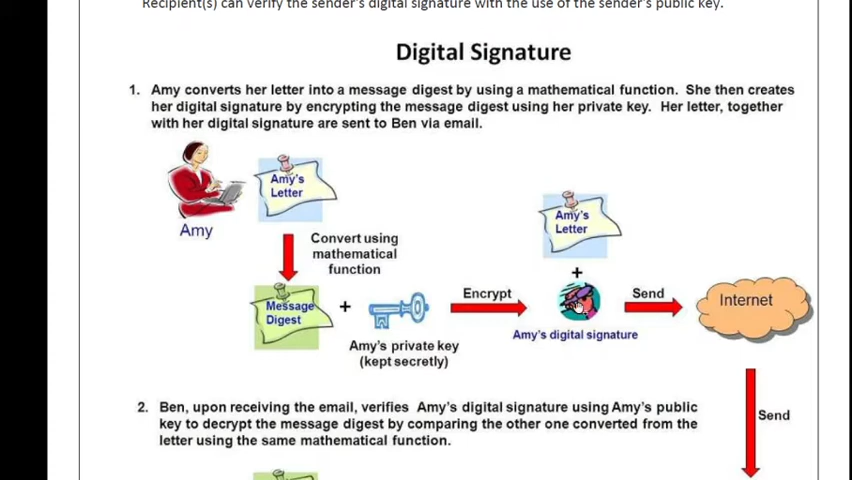 Recipient(s) can verify the sender's digital signature with the use of the sender's public key.
Digital Signature
1. Amy converts her letter into a message digest by using a mathematical function. She then creates
her digital signature by encrypting the message digest using her private key. Her letter, together
with her digital signature are sent to Ben via email.
Amy's
Letter
Amy
Convert using
mathematical
function
Message
Digest
+
Amy's private key
(kept secretly)
Encrypt
Amy's
Letter
+
Amy's digital signature
Send
Internet
Send
2. Ben, upon receiving the email, verifies Amy's digital signature using Amy's public
key to decrypt the message digest by comparing the other one converted from the
letter using the same mathematical function.